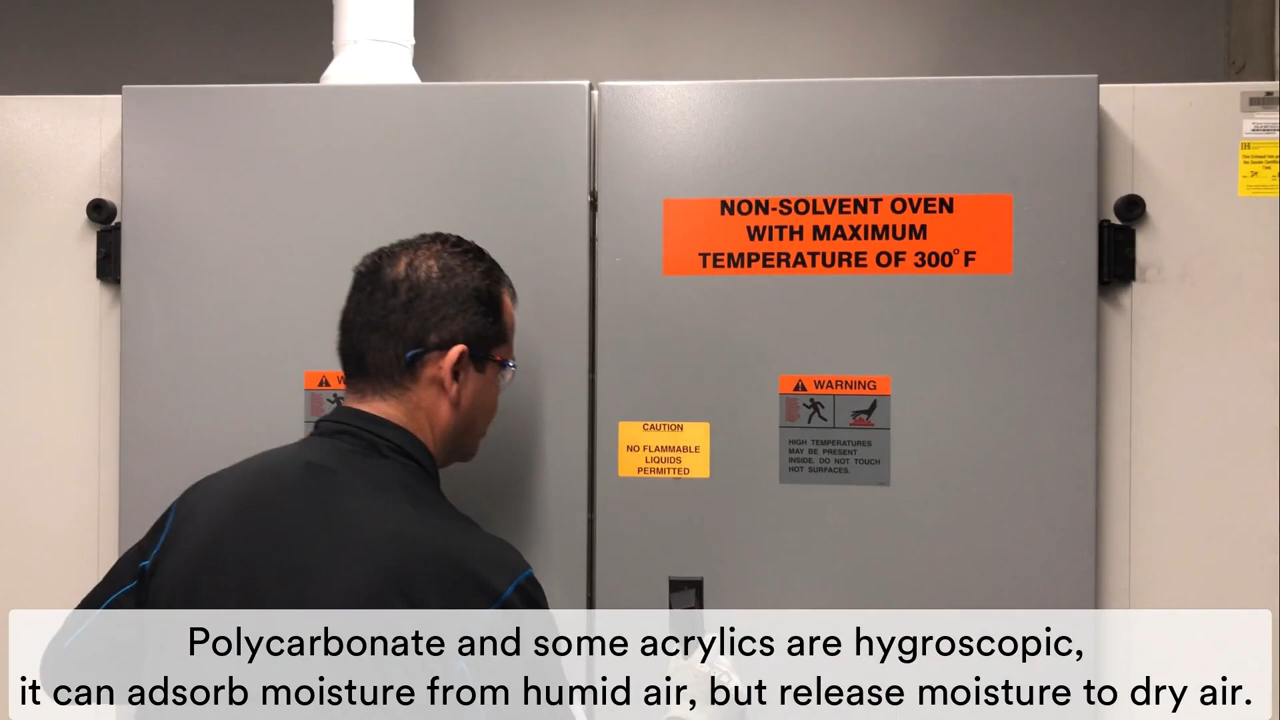 NON-SOLVENT OVEN
WITH MAXIMUM
TEMPERATURE OF 300°F
WARNING
HIGH TEMPERATURES
MAY BE PRESENT
INSIDE. DO NOT TOUCH
HOT SURFACES.
CAUTION
NO FLAMMABLE
LIQUIDS
PERMITTED
Polycarbonate and some acrylics are hygroscopic,
it can adsorb moisture from humid air, but release moisture to dry air.